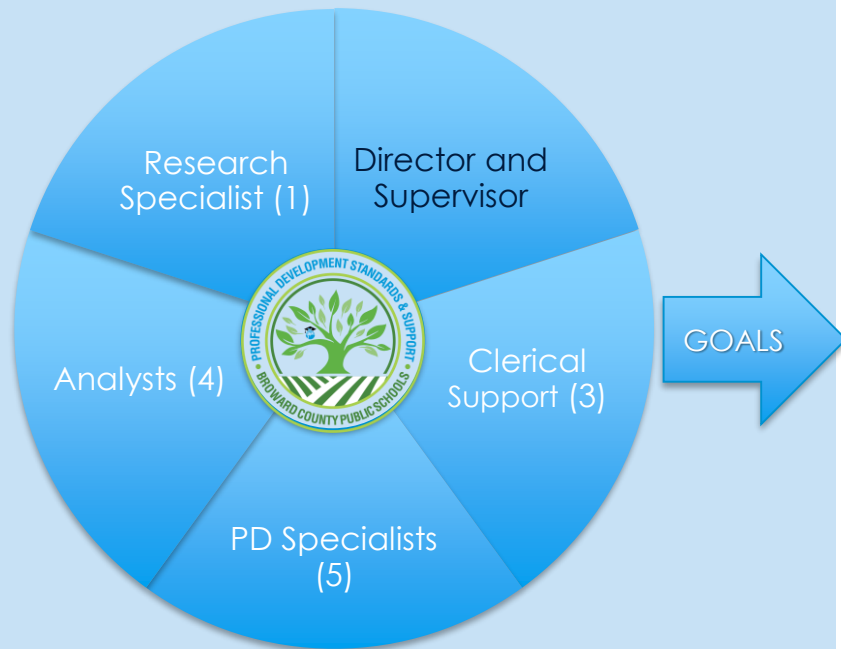 Research
Specialist (1)
Director and
Supervisor
Analysts (4)
PROFESSIONAL DEVELOPMENT STANDARDS & SUPPORT
• BROWARD COUNTY PUBLIC SCHOOLS •
Clerical
Support (3)
GOALS
PD Specialists
(5)